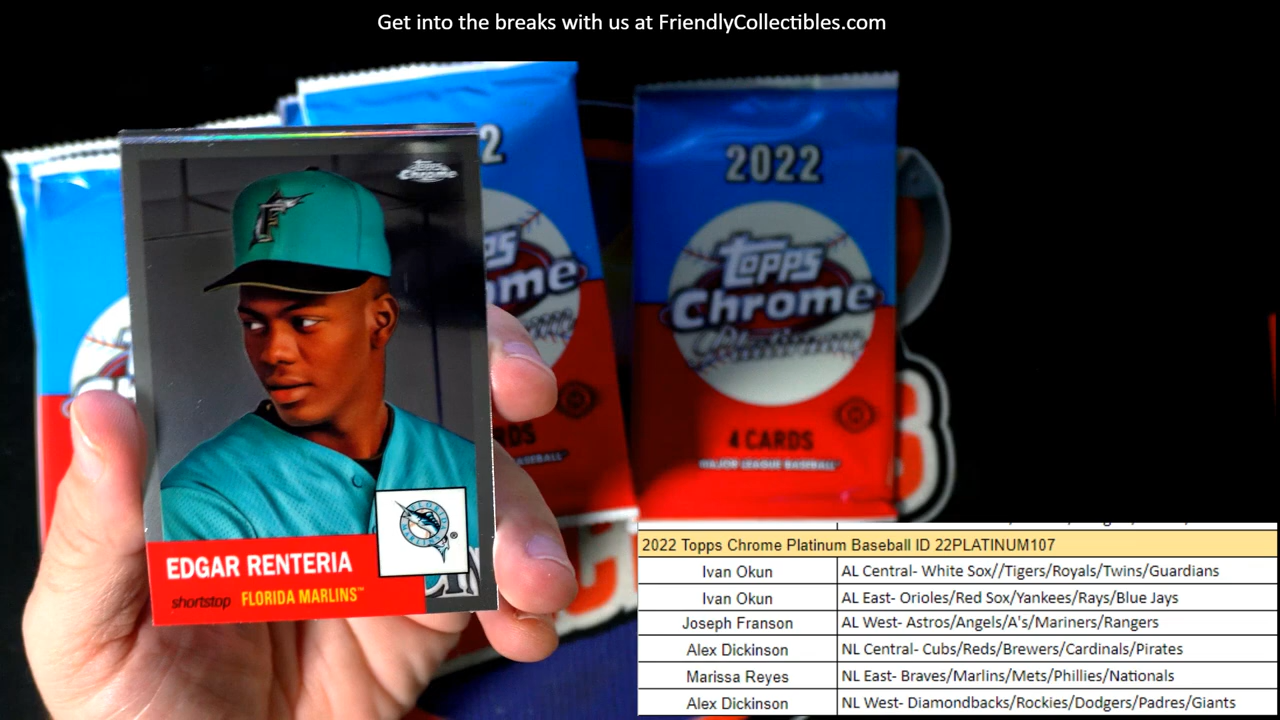 Get into the breaks with us at FriendlyCollectibles.com
Topps
Chrome
2022
Topps
Chrome
4 CARDS
MAJOR LEAGUE BASEBALL
EDGAR RENTERIA
shortstop FLORIDA MARLINS™
F
2022 Topps Chrome Platinum Baseball ID 22PLATINUM107
Ivan Okun AL Central- White Sox//Tigers/Royals/Twins/Guardians
Ivan Okun AL East- Orioles/Red Sox/Yankees/Rays/Blue Jays
Joseph Franson AL West- Astros/Angels/A's/Mariners/Rangers
Alex Dickinson NL Central- Cubs/Reds/Brewers/Cardinals/Pirates
Marissa Reyes NL East- Braves/Marlins/Mets/Phillies/Nationals
Alex Dickinson NL West- Diamondbacks/Rockies/Dodgers/Padres/Giants